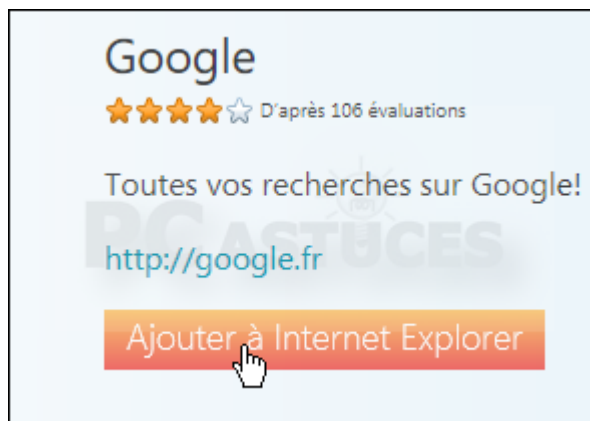 Google
D'après 106 évaluations
Toutes vos recherches sur Google!
PC ASTUCES
http://google.fr
Ajouter à Internet Explorer